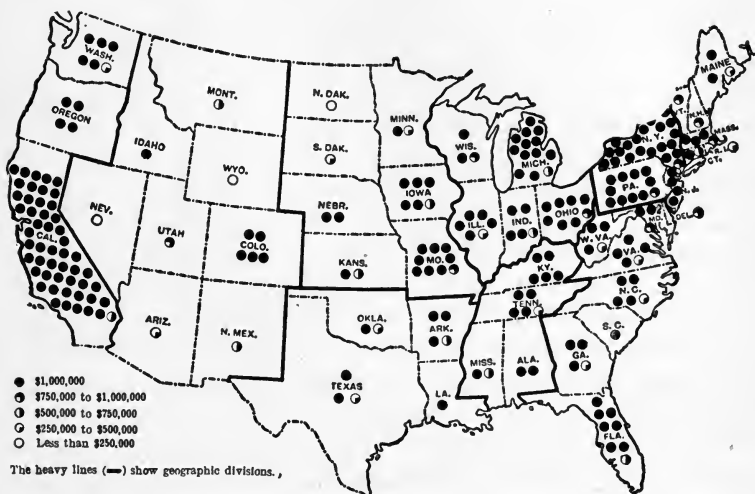 WASH.
MAINE
MONT.
N. DAK.
MINN.
OREGON
IDAHO
WIS.
N. Y.
N.H.
MASS.
R.I.
CT.
S. DAK.
WYO.
MICH.
IOWA
PA.
N. J.
NEV.
NEBR.
ILL.
IND.
OHIO
MD.
DEL.
CAL.
UTAH
COLO.
W. VA.
VA.
KANS.
MO.
KY.
N. C.
TENN.
ARIZ.
N. MEX.
OKLA.
ARK.
S. C.
MISS.
ALA.
GA.
TEXAS
LA.
FLA.
$1,000,000
$750,000 to $1,000,000
$500,000 to $750,000
$250,000 to $500,000
Less than $250,000
The heavy lines (▬) show geographic divisions.